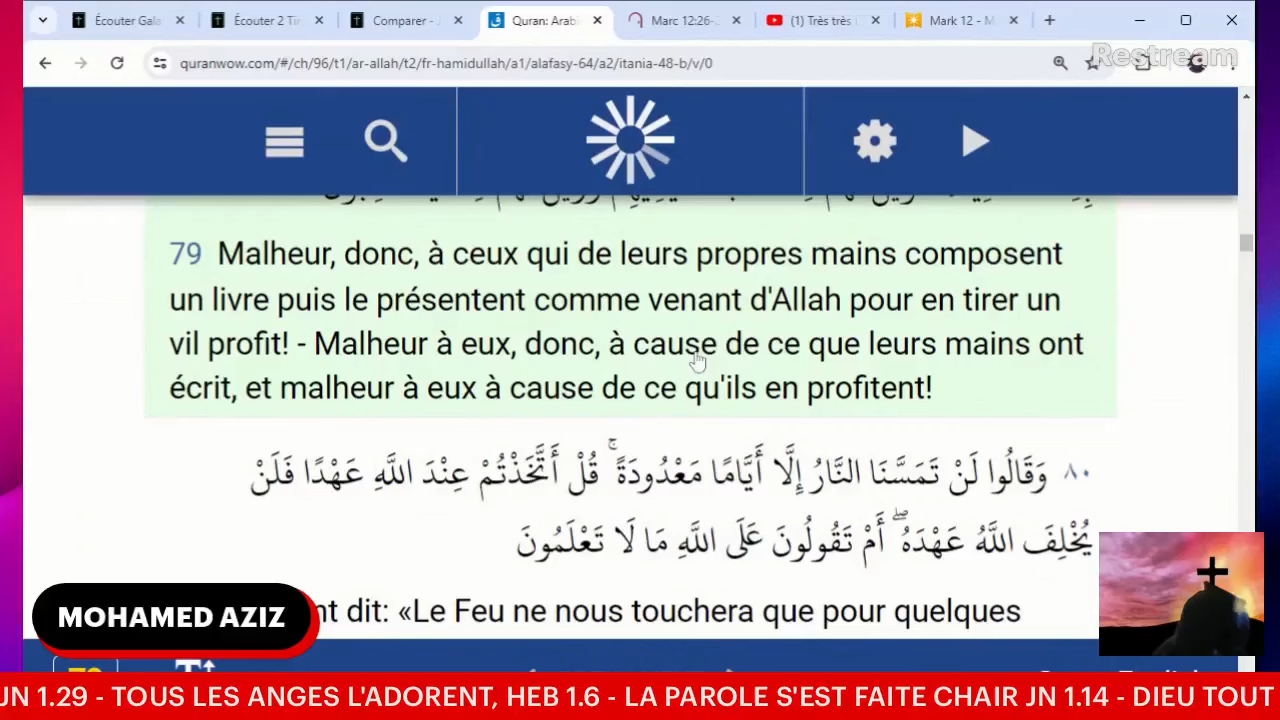 Écouter Gala
Écouter 2 Tim
Comparer - J
Quran: Arabi
Marc 12:26-2
(1) Très très
Mark 12 - M
Restream
quranwow.com/#/ch/96/t1/ar-allah/t2/fr-hamidullah/a1/alafasy-64/a2/itania-48-b/v/0
79 Malheur, donc, à ceux qui de leurs propres mains composent
un livre puis le présentent comme venant d'Allah pour en tirer un
vil profit! - Malheur à eux, donc, à cause de ce que leurs mains ont
écrit, et malheur à eux à cause de ce qu'ils en profitent!
٨٠ وَقَالُوا لَنْ تَمَسَّنَا النَّارُ إِلَّا أَيَّامًا مَعْدُودَةً ۚ قُلْ أَتَّخَذْتُمْ عِنْدَ اللَّهِ عَهْدًا فَلَنْ
يُخْلِفَ اللَّهُ عَهْدَهُ ۖ أَمْ تَقُولُونَ عَلَى اللَّهِ مَا لَا تَعْلَمُونَ
nt dit: «Le Feu ne nous touchera que pour quelques
MOHAMED AZIZ
JN 1.29 - TOUS LES ANGES L'ADORENT, HEB 1.6 - LA PAROLE S'EST FAITE CHAIR JN 1.14 - DIEU TOUT